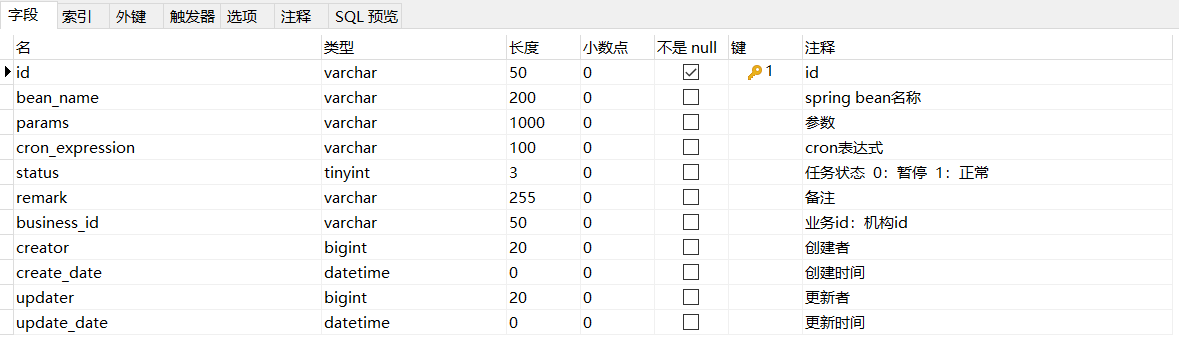 字段 索引 外键 触发器 选项 注释 SQL 预览
名 类型 长度 小数点 不是 null 键 注释
id varchar 50 0 1 id
bean_name varchar 200 0 spring bean名称
params varchar 1000 0 参数
cron_expression varchar 100 0 cron表达式
status tinyint 3 0 任务状态 0：暂停 1：正常
remark varchar 255 0 备注
business_id varchar 50 0 业务id：机构id
creator bigint 20 0 创建者
create_date datetime 0 0 创建时间
updater bigint 20 0 更新者
update_date datetime 0 0 更新时间